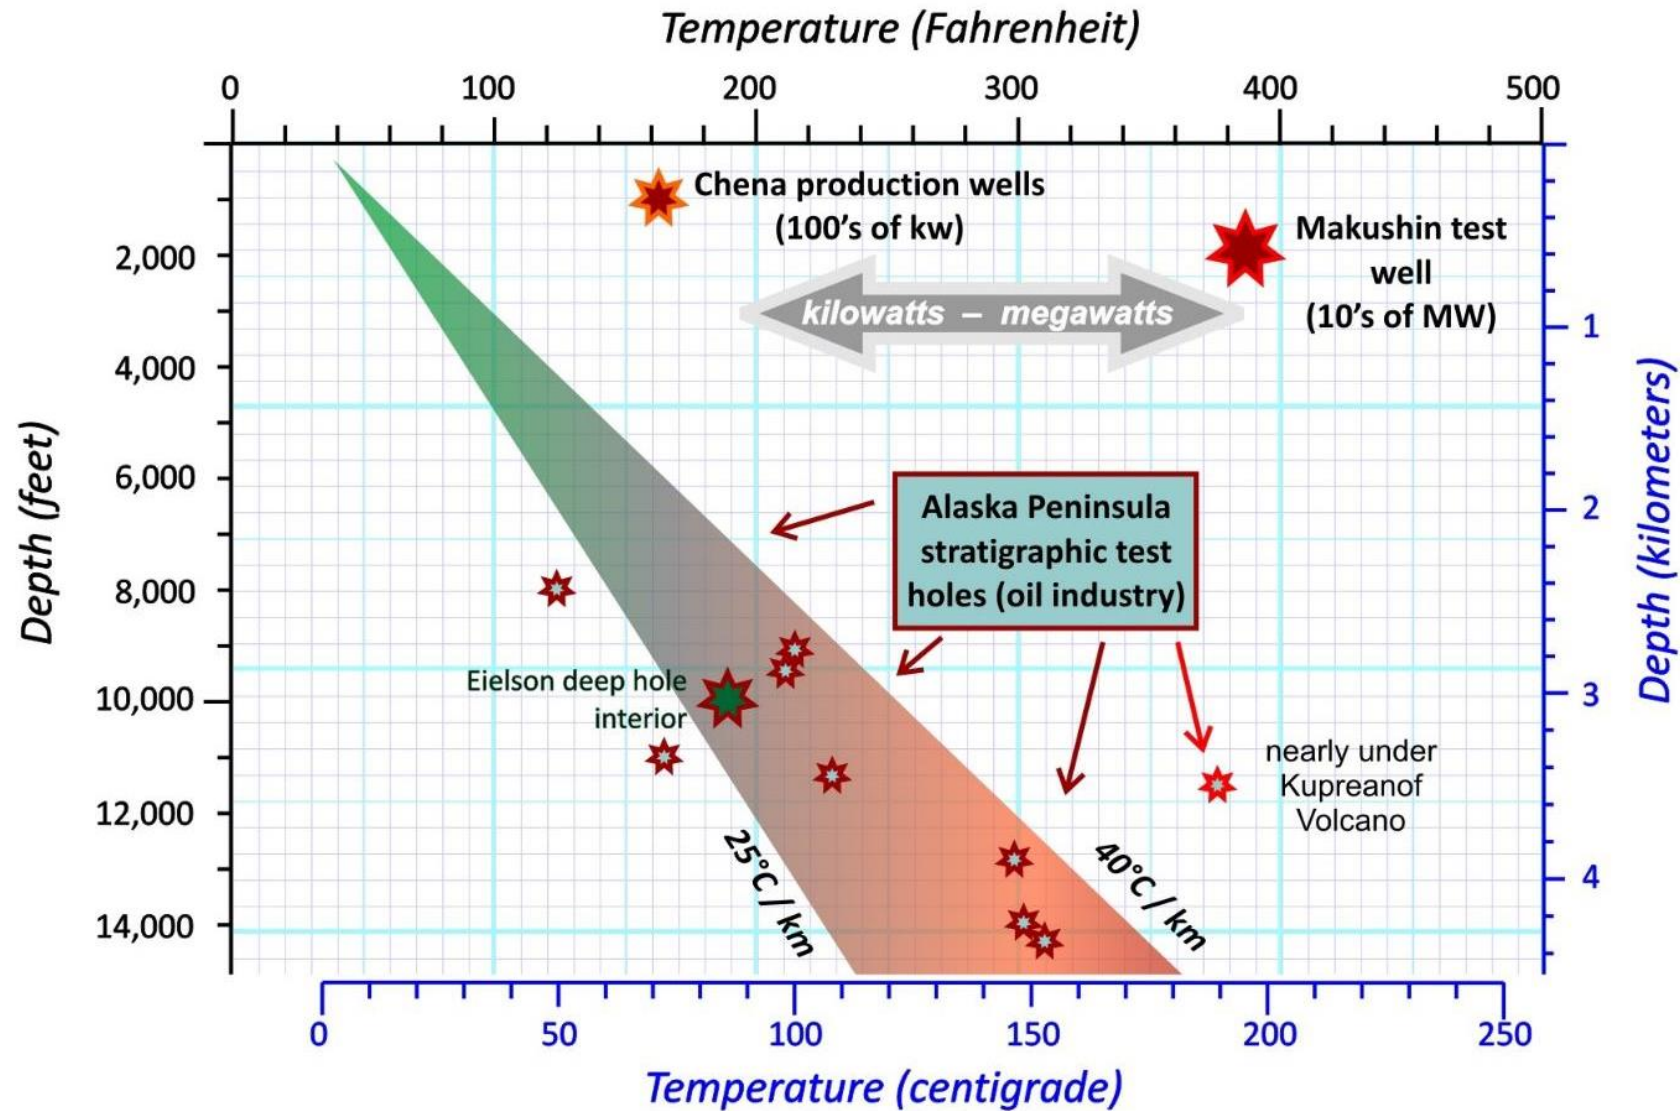 Temperature (Fahrenheit)
0 100 200 300 400 500
Chena production wells
(100's of kw)
Makushin test
well
(10's of MW)
kilowatts – megawatts
2,000
4,000
6,000
8,000
10,000
12,000
14,000
Depth (feet)
1
2
3
4
Depth (kilometers)
Alaska Peninsula
stratigraphic test
holes (oil industry)
Eielson deep hole
interior
nearly under
Kupreanof
Volcano
25°C / km
40°C / km
0 50 100 150 200 250
Temperature (centigrade)